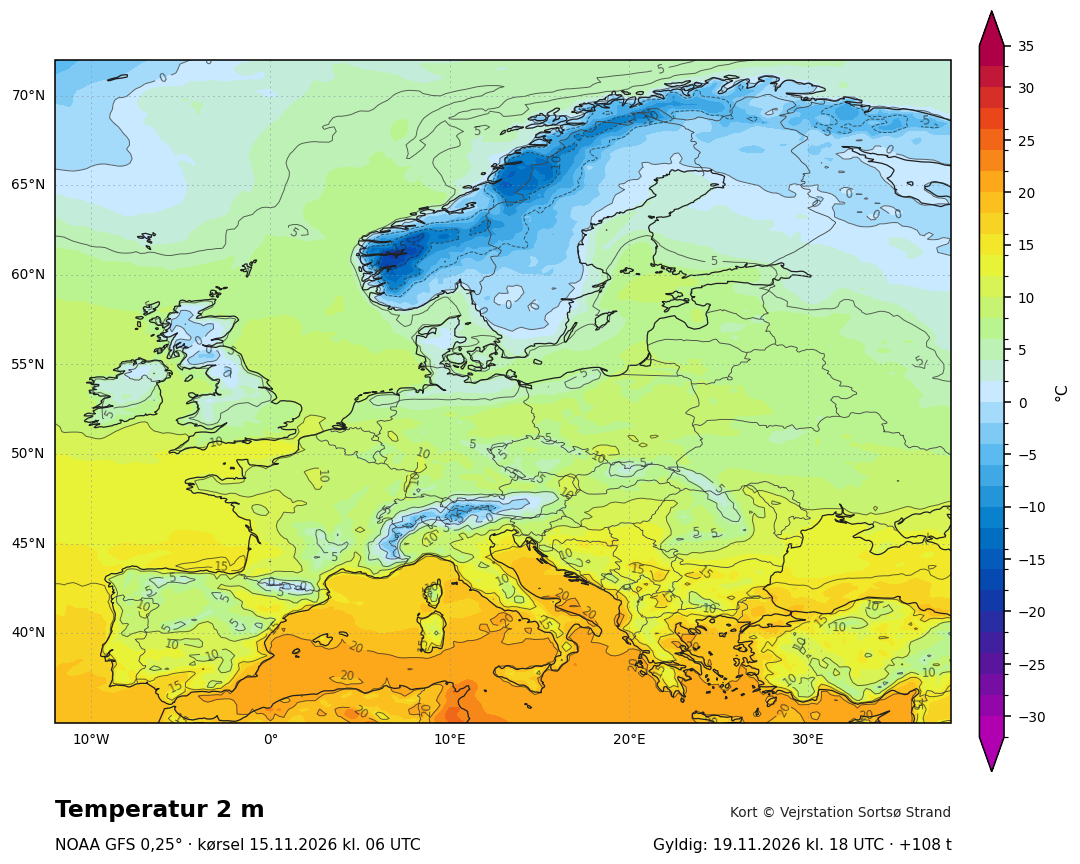 70°N
65°N
60°N
55°N
50°N
45°N
40°N
10°W
0°
10°E
20°E
30°E
35
30
25
20
15
10
5
0
−5
−10
−15
−20
−25
−30
°C
Temperatur 2 m
Kort © Vejrstation Sortsø Strand
NOAA GFS 0,25° · kørsel 15.11.2026 kl. 06 UTC
Gyldig: 19.11.2026 kl. 18 UTC · +108 t